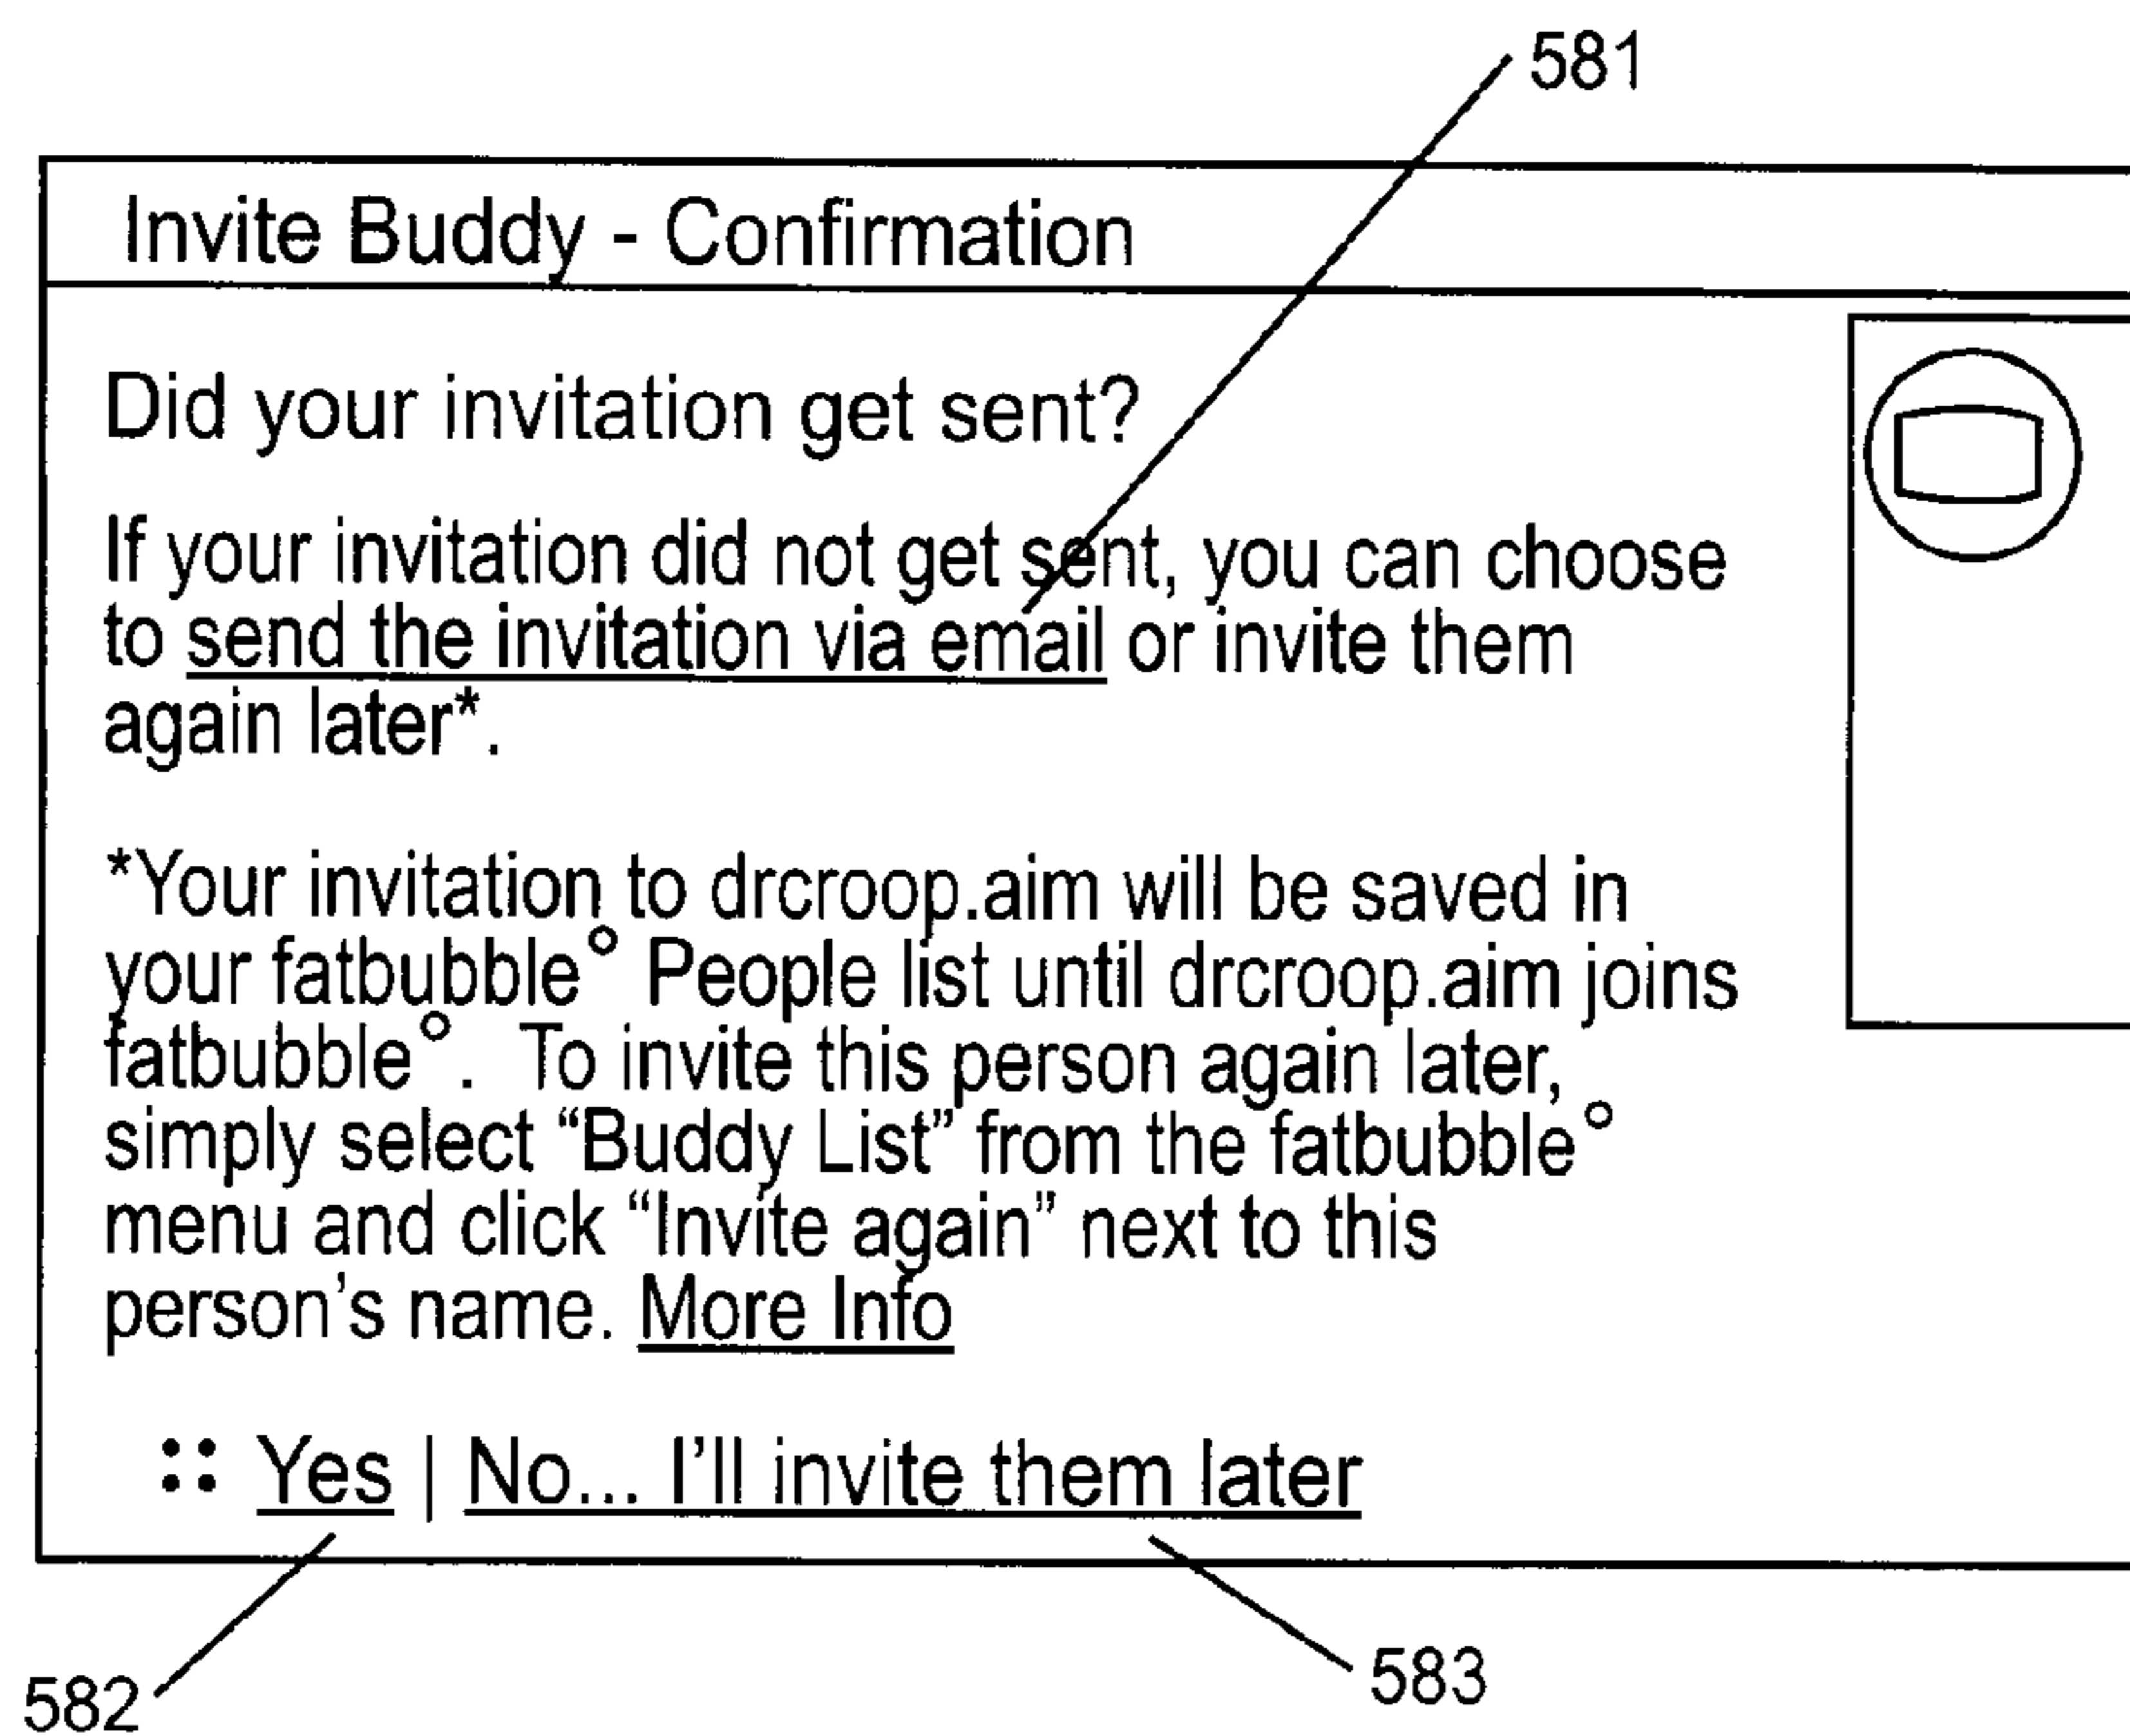 581
Invite Buddy - Confirmation
Did your invitation get sent?
If your invitation did not get sent, you can choose
to send the invitation via email or invite them
again later*.
*Your invitation to drcroop.aim will be saved in
your fatbubble° People list until drcroop.aim joins
fatbubble°. To invite this person again later,
simply select “Buddy List” from the fatbubble°
menu and click “Invite again” next to this
person's name. More Info
Yes | No... I'll invite them later
582
583